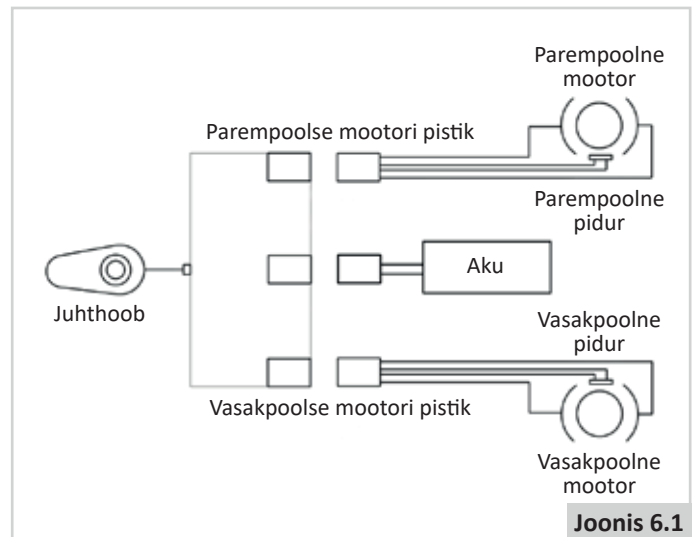 Parempoolne
mootor
Parempoolse mootori pistik
Parempoolne
pidur
Aku
Juhthoob
Vasakpoolne
pidur
Vasakpoolse mootori pistik
Vasakpoolne
mootor
Joonis 6.1